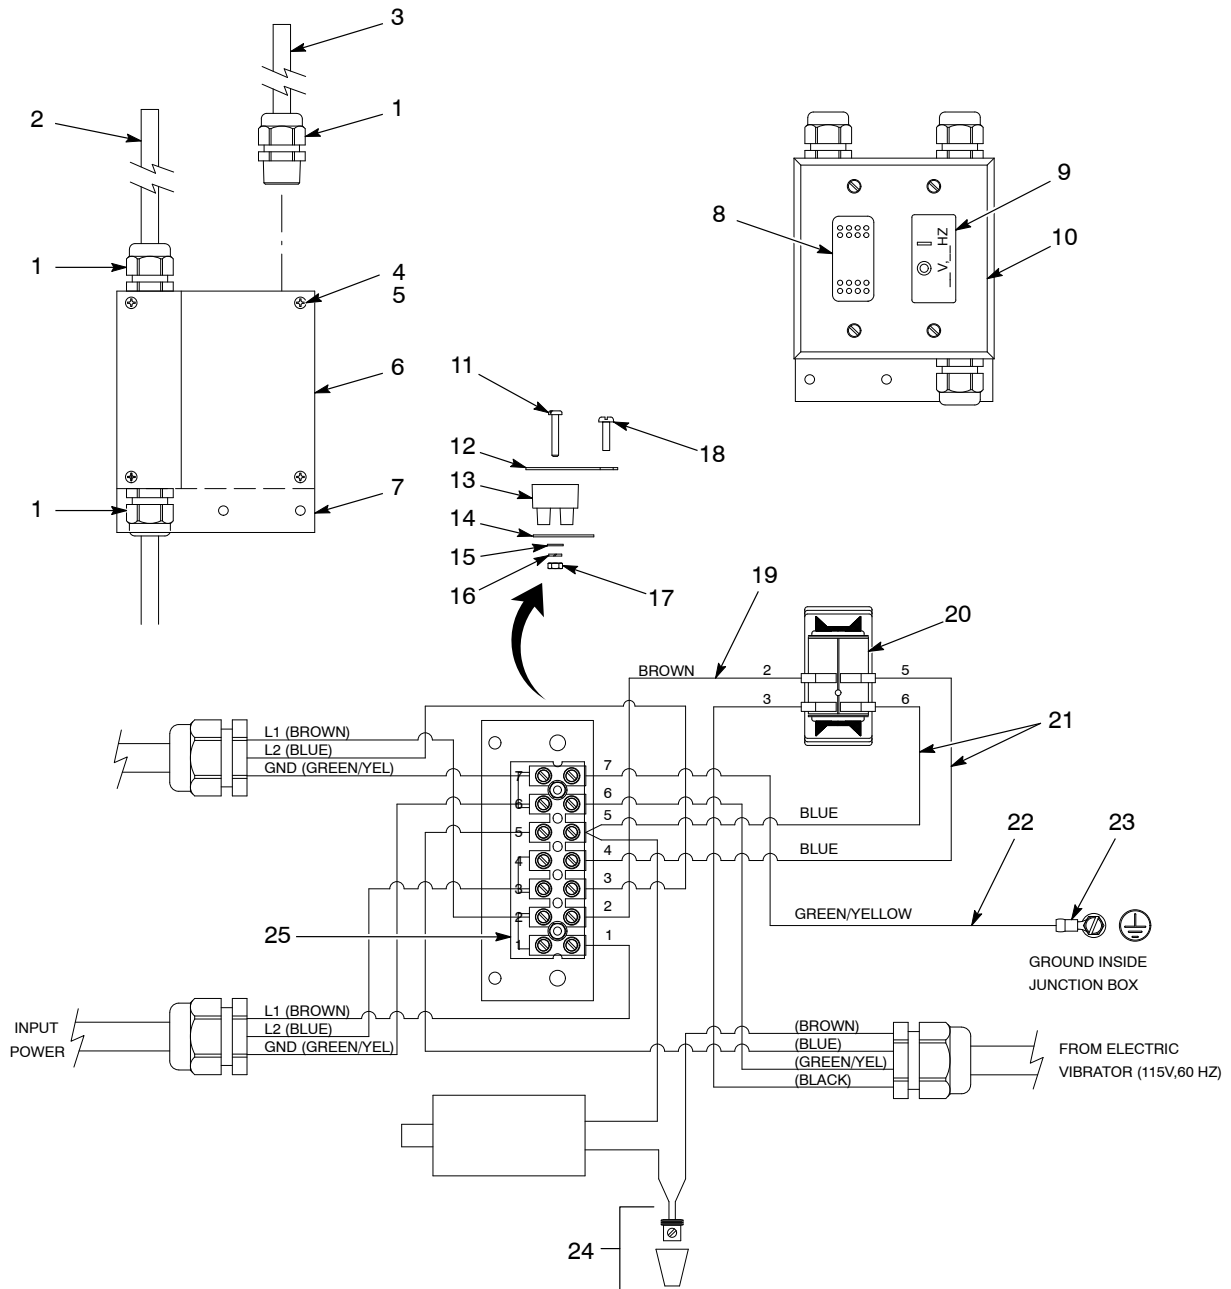 3
2
1
1
4
5
6
1
7
8
9
10
__V,__HZ
11
12
18
13
14
15
16
17
19
20
BROWN
2
5
3
6
21
L1 (BROWN)
L2 (BLUE)
GND (GREEN/YEL)
7
7
6
6
5
5
BLUE
4
4
BLUE
22
23
3
3
2
2
GREEN/YELLOW
25
1
1
GROUND INSIDE
JUNCTION BOX
INPUT
POWER
L1 (BROWN)
L2 (BLUE)
GND (GREEN/YEL)
(BROWN)
(BLUE)
(GREEN/YEL)
(BLACK)
FROM ELECTRIC
VIBRATOR (115V,60 HZ)
24